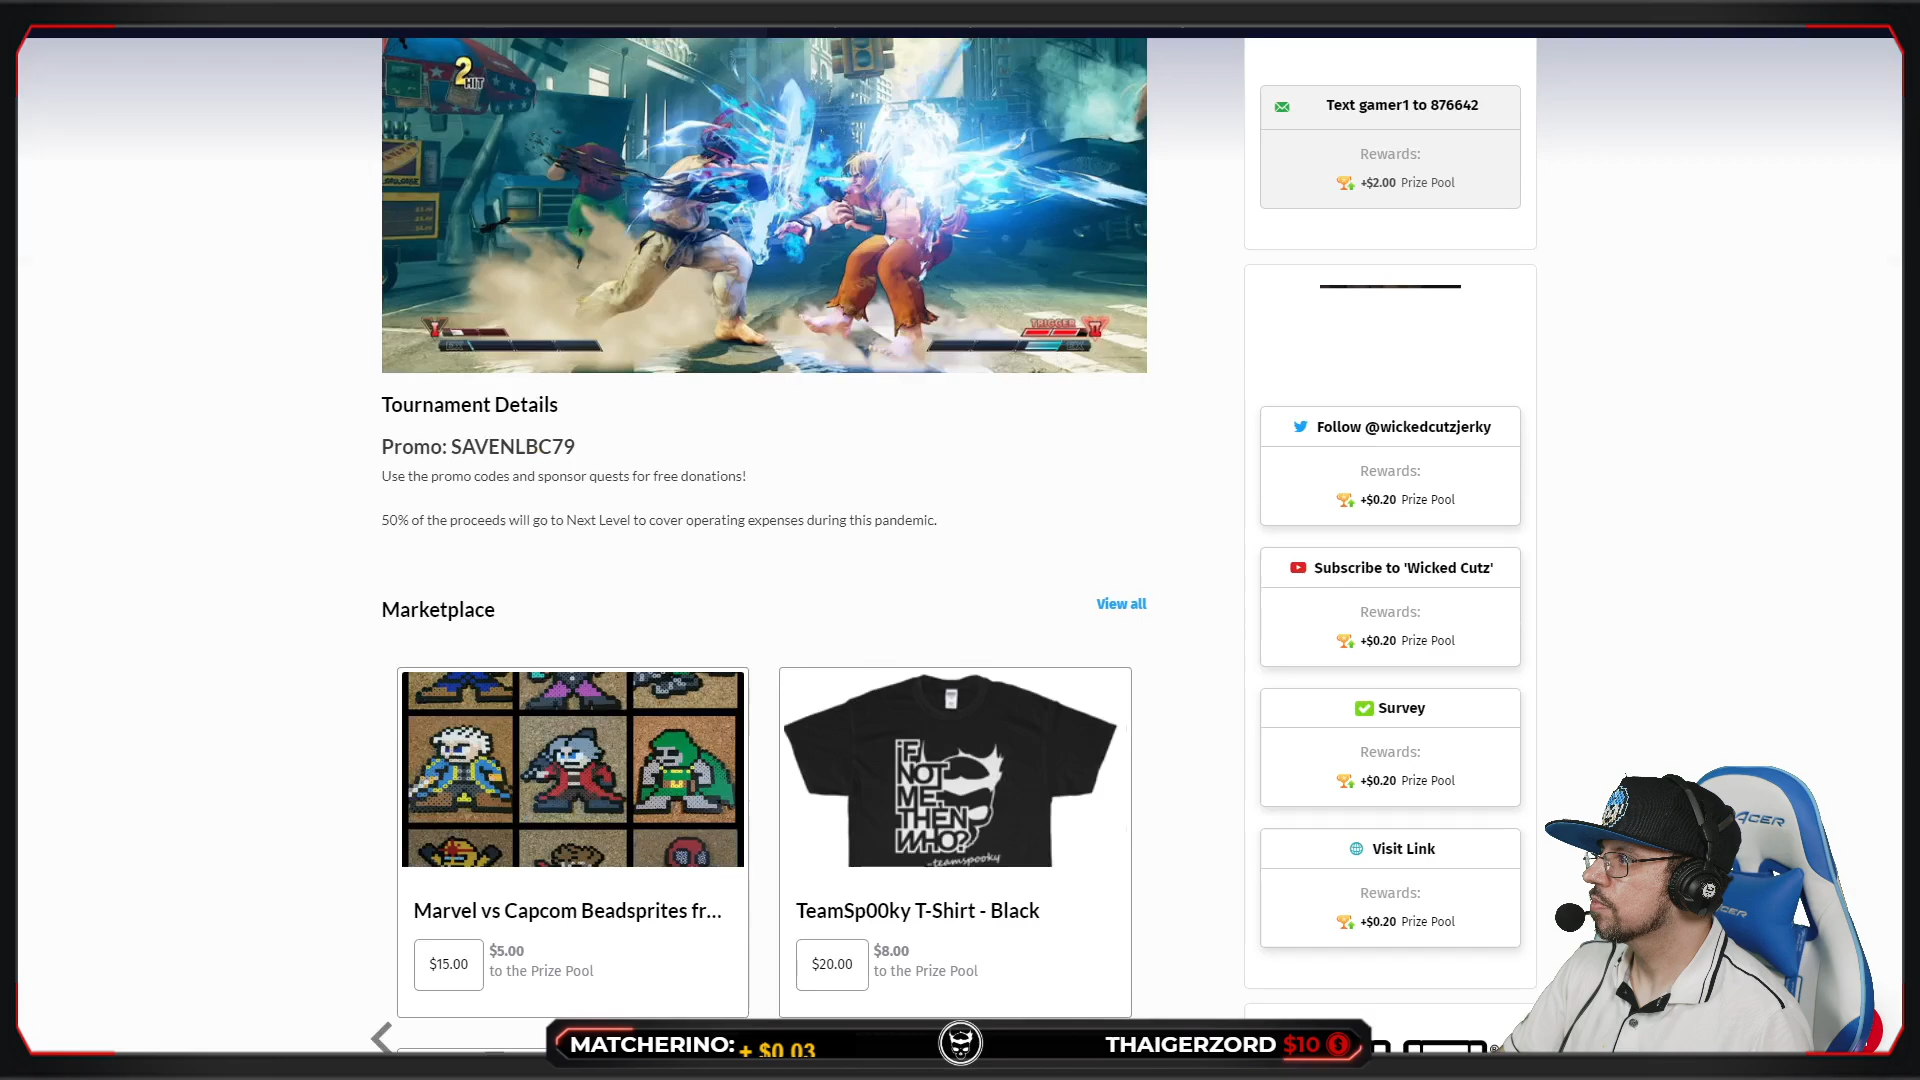 2
HIT
TRIGGER
Text gamer1 to 876642
Rewards:
+$2.00 Prize Pool
Tournament Details
Promo: SAVENLBC79
Use the promo codes and sponsor quests for free donations!
50% of the proceeds will go to Next Level to cover operating expenses during this pandemic.
Marketplace
View all
IF
NOT
ME,
THEN
WHO?
-teamspooky
Marvel vs Capcom Beadsprites fr...
$15.00
$5.00
to the Prize Pool
TeamSp00ky T-Shirt - Black
$20.00
$8.00
to the Prize Pool
Follow @wickedcutzjerky
Rewards:
+$0.20 Prize Pool
Subscribe to 'Wicked Cutz'
Rewards:
+$0.20 Prize Pool
Survey
Rewards:
+$0.20 Prize Pool
Visit Link
Rewards:
+$0.20 Prize Pool
MATCHERINO: + $0.03
THAIGERZORD $10